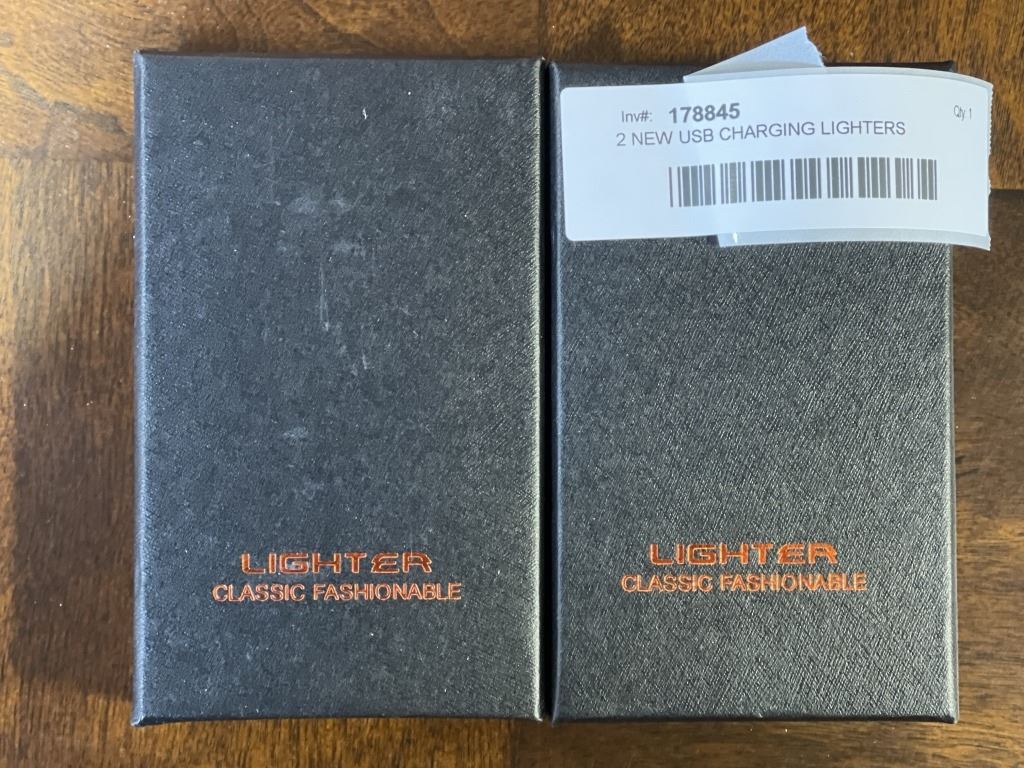 Inv#: 178845 Qty. 1
2 NEW USB CHARGING LIGHTERS
LIGHTER
CLASSIC FASHIONABLE
LIGHTER
CLASSIC FASHIONABLE